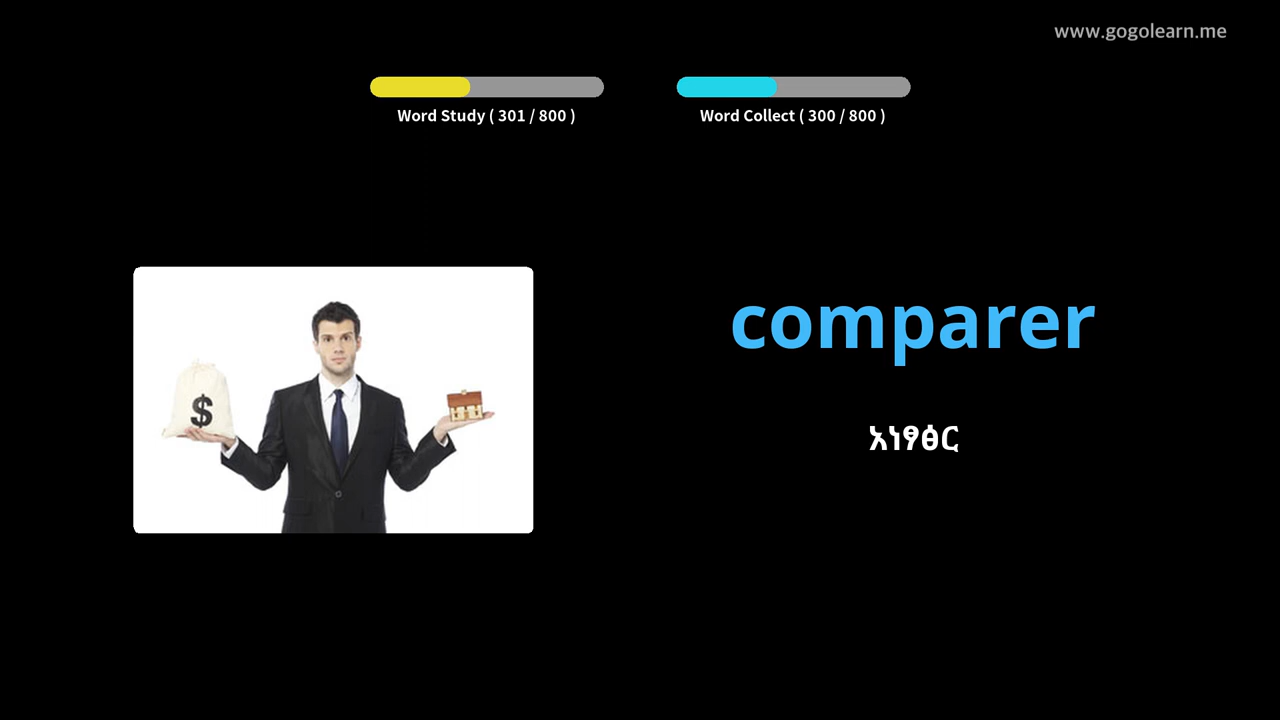 www.gogolearn.me
Word Study ( 301 / 800 )
Word Collect ( 300 / 800 )
comparer
አነፃፅር
$